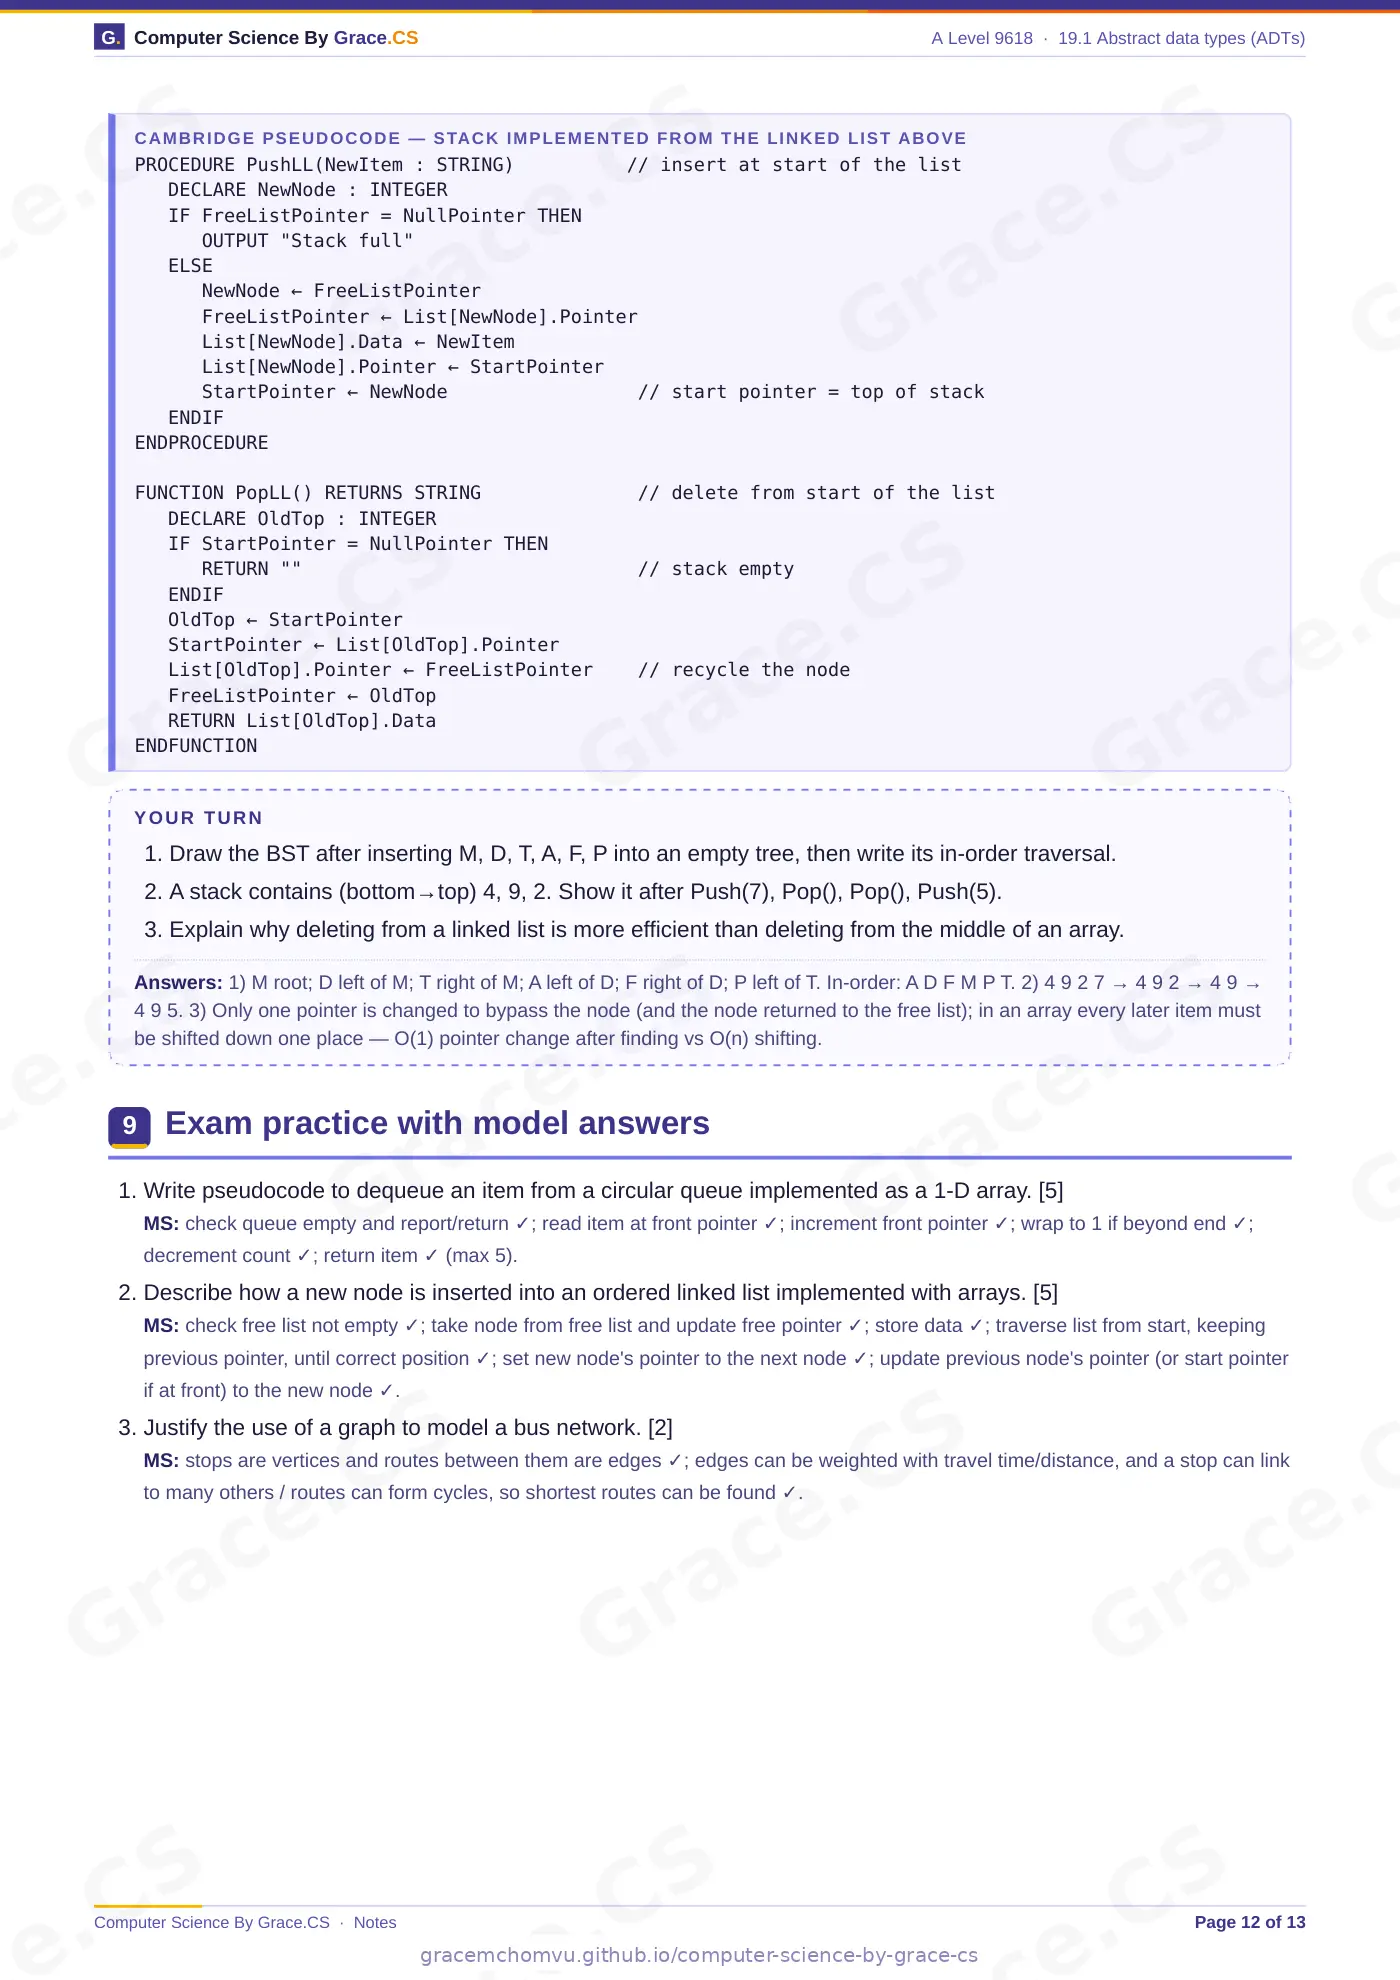 G. Computer Science By Grace.CS
A Level 9618 · 19.1 Abstract data types (ADTs)
CAMBRIDGE PSEUDOCODE — STACK IMPLEMENTED FROM THE LINKED LIST ABOVE
PROCEDURE PushLL(NewItem : STRING)          // insert at start of the list
   DECLARE NewNode : INTEGER
   IF FreeListPointer = NullPointer THEN
      OUTPUT "Stack full"
   ELSE
      NewNode ← FreeListPointer
      FreeListPointer ← List[NewNode].Pointer
      List[NewNode].Data ← NewItem
      List[NewNode].Pointer ← StartPointer
      StartPointer ← NewNode                 // start pointer = top of stack
   ENDIF
ENDPROCEDURE
FUNCTION PopLL() RETURNS STRING              // delete from start of the list
   DECLARE OldTop : INTEGER
   IF StartPointer = NullPointer THEN
      RETURN ""                              // stack empty
   ENDIF
   OldTop ← StartPointer
   StartPointer ← List[OldTop].Pointer
   List[OldTop].Pointer ← FreeListPointer    // recycle the node
   FreeListPointer ← OldTop
   RETURN List[OldTop].Data
ENDFUNCTION
YOUR TURN
1. Draw the BST after inserting M, D, T, A, F, P into an empty tree, then write its in-order traversal.
2. A stack contains (bottom→top) 4, 9, 2. Show it after Push(7), Pop(), Pop(), Push(5).
3. Explain why deleting from a linked list is more efficient than deleting from the middle of an array.
Answers: 1) M root; D left of M; T right of M; A left of D; F right of D; P left of T. In-order: A D F M P T. 2) 4 9 2 7 → 4 9 2 → 4 9 →
4 9 5. 3) Only one pointer is changed to bypass the node (and the node returned to the free list); in an array every later item must
be shifted down one place — O(1) pointer change after finding vs O(n) shifting.
9 Exam practice with model answers
1. Write pseudocode to dequeue an item from a circular queue implemented as a 1-D array. [5]
MS: check queue empty and report/return ✓; read item at front pointer ✓; increment front pointer ✓; wrap to 1 if beyond end ✓;
decrement count ✓; return item ✓ (max 5).
2. Describe how a new node is inserted into an ordered linked list implemented with arrays. [5]
MS: check free list not empty ✓; take node from free list and update free pointer ✓; store data ✓; traverse list from start, keeping
previous pointer, until correct position ✓; set new node's pointer to the next node ✓; update previous node's pointer (or start pointer
if at front) to the new node ✓.
3. Justify the use of a graph to model a bus network. [2]
MS: stops are vertices and routes between them are edges ✓; edges can be weighted with travel time/distance, and a stop can link
to many others / routes can form cycles, so shortest routes can be found ✓.
Computer Science By Grace.CS · Notes
Page 12 of 13
gracemchomvu.github.io/computer-science-by-grace-cs